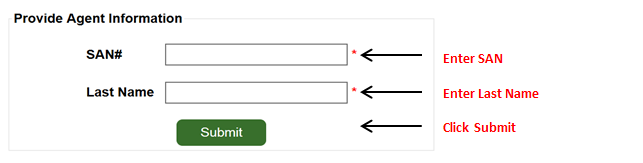 Provide Agent Information
SAN# * Enter SAN
Last Name * Enter Last Name
Submit Click Submit